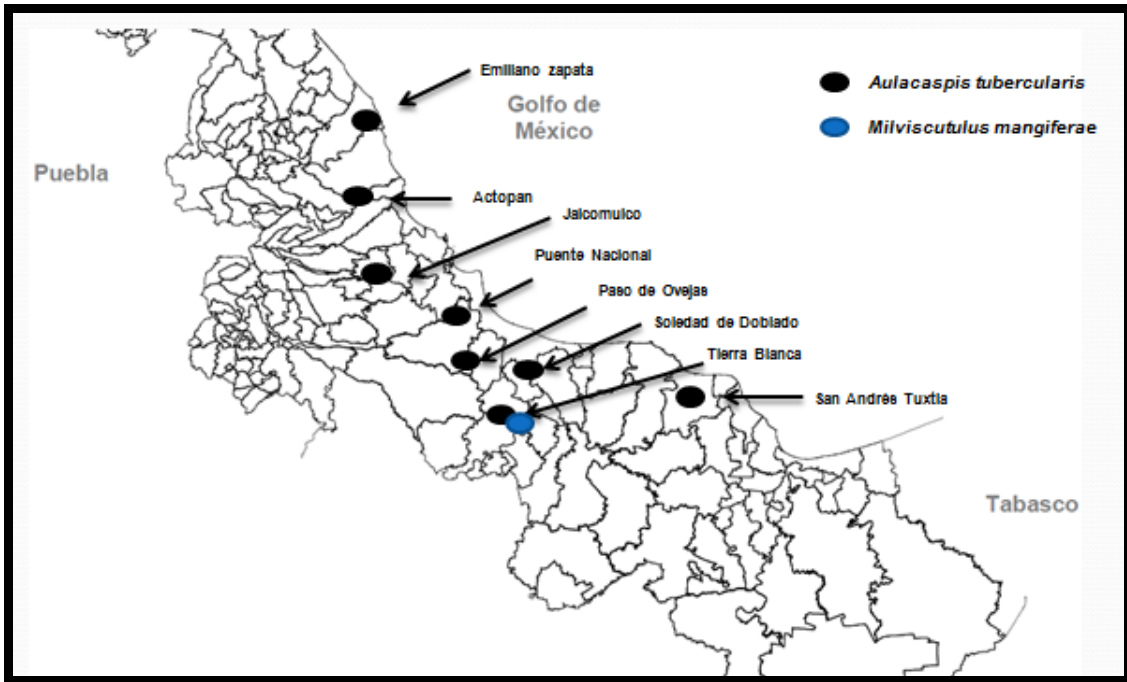 Emiliano zapata
Golfo de
México
Aulacaspis tubercularis
Milviscutulus mangiferae
Puebla
Actopan
Jalcomulco
Puente Nacional
Paso de Ovejas
Soledad de Doblado
Tierra Blanca
San Andrés Tuxtla
Tabasco